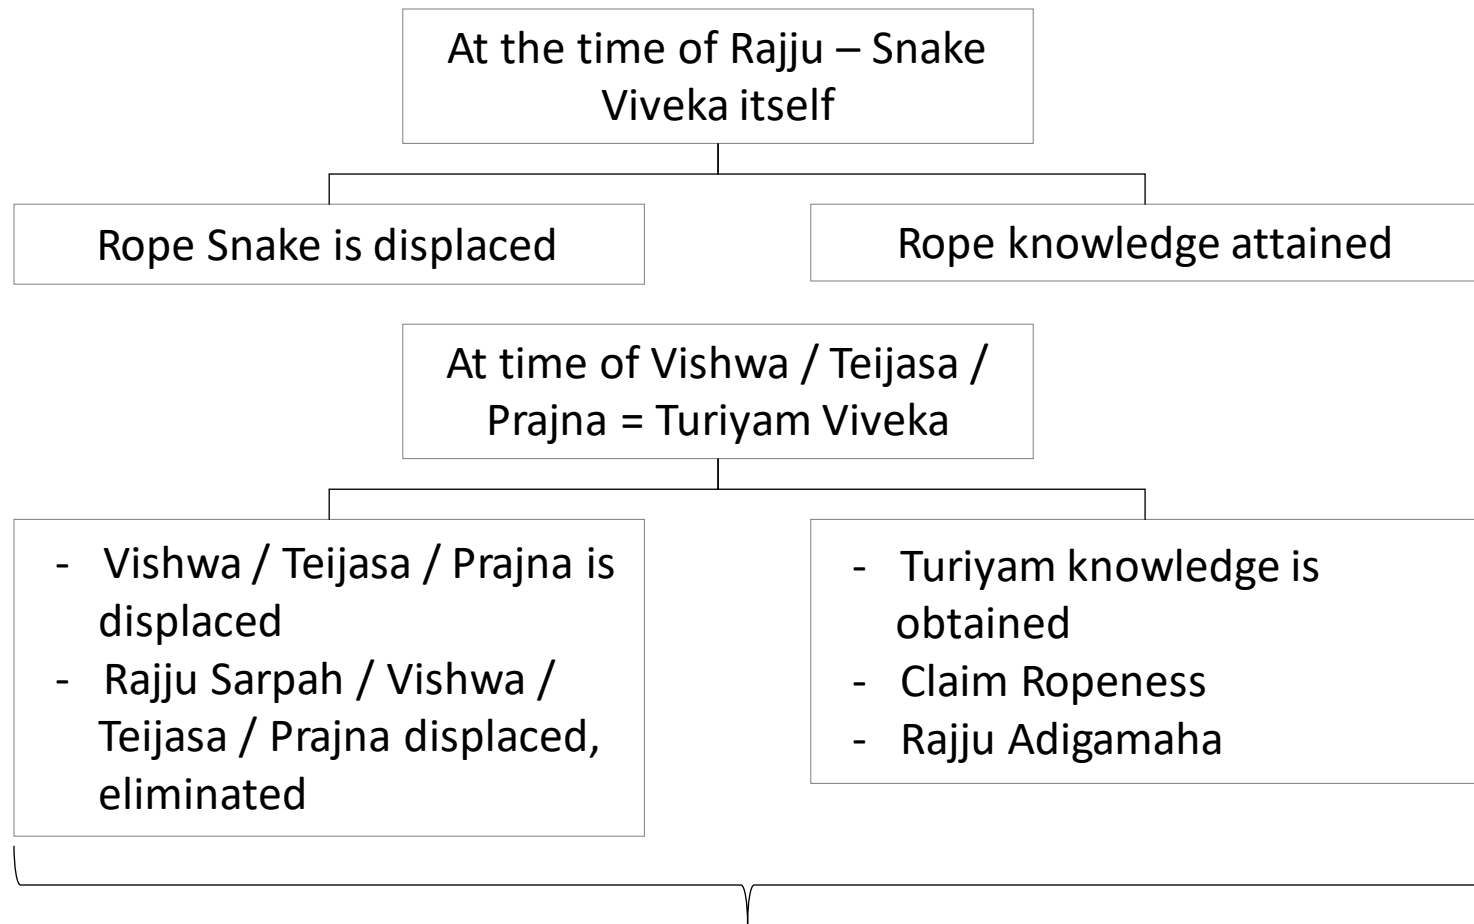 At the time of Rajju – Snake
Viveka itself
Rope Snake is displaced
Rope knowledge attained
At time of Vishwa / Teijasa /
Prajna = Turiyam Viveka
- Vishwa / Teijasa / Prajna is
displaced
- Rajju Sarpah / Vishwa /
Teijasa / Prajna displaced,
eliminated
- Turiyam knowledge is
obtained
- Claim Ropeness
- Rajju Adigamaha